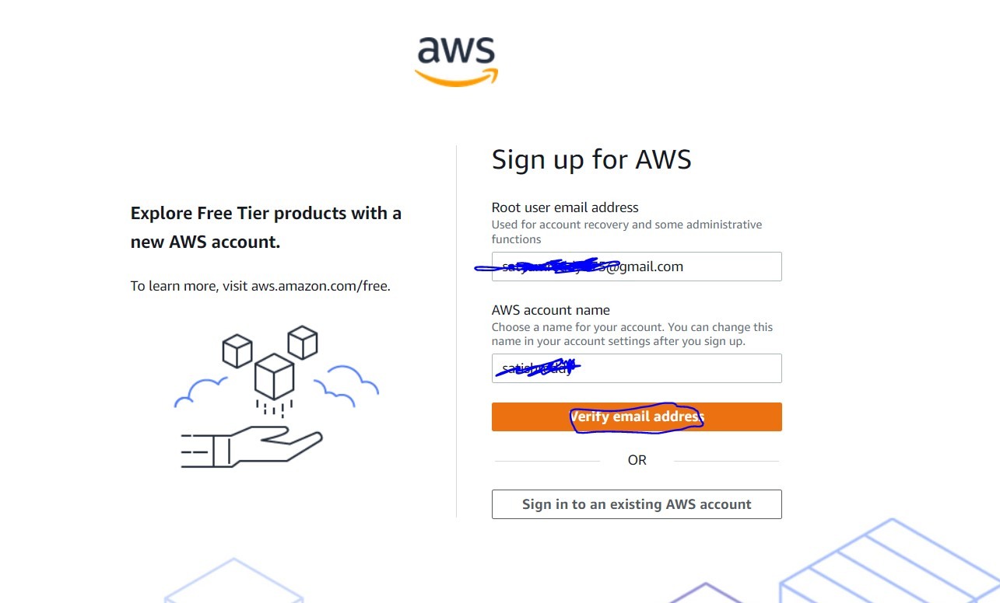 aws
Sign up for AWS
Explore Free Tier products with a
new AWS account.
To learn more, visit aws.amazon.com/free.
Root user email address
Used for account recovery and some administrative
functions
@gmail.com
AWS account name
Choose a name for your account. You can change this
name in your account settings after you sign up.
Verify email address
OR
Sign in to an existing AWS account